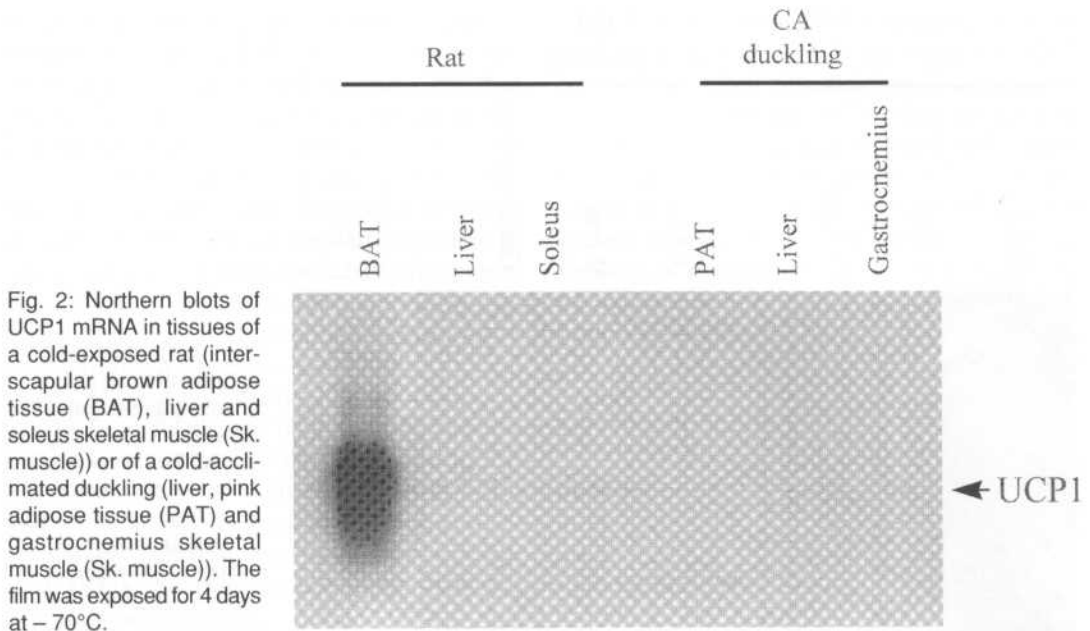 CA
Rat
duckling
BAT
Liver
Soleus
PAT
Liver
Gastrocnemius
UCP1
Fig. 2: Northern blots of
UCP1 mRNA in tissues of
a cold-exposed rat (inter-
scapular brown adipose
tissue (BAT), liver and
soleus skeletal muscle (Sk.
muscle)) or of a cold-accli-
mated duckling (liver, pink
adipose tissue (PAT) and
gastrocnemius skeletal
muscle (Sk. muscle)). The
film was exposed for 4 days
at – 70°C.